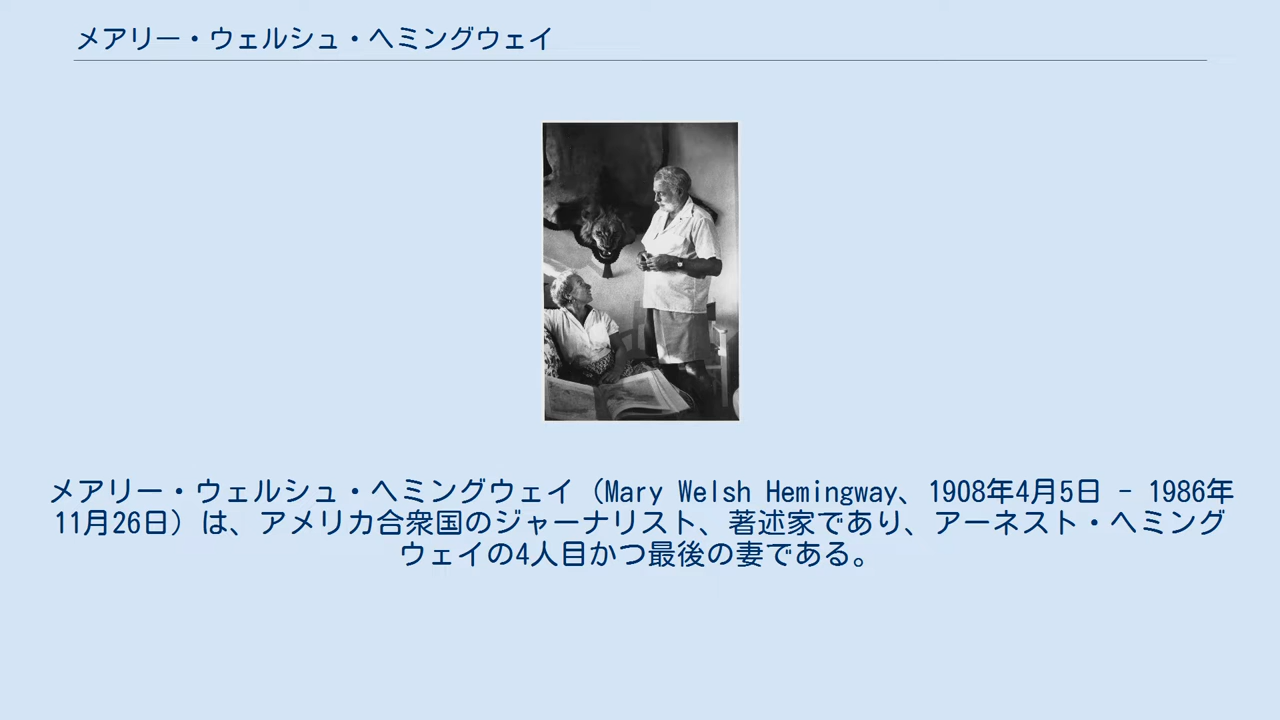 メアリー・ウェルシュ・ヘミングウェイ
メアリー・ウェルシュ・ヘミングウェイ（Mary Welsh Hemingway、1908年4月5日 - 1986年
11月26日）は、アメリカ合衆国のジャーナリスト、著述家であり、アーネスト・ヘミング
ウェイの4人目かつ最後の妻である。